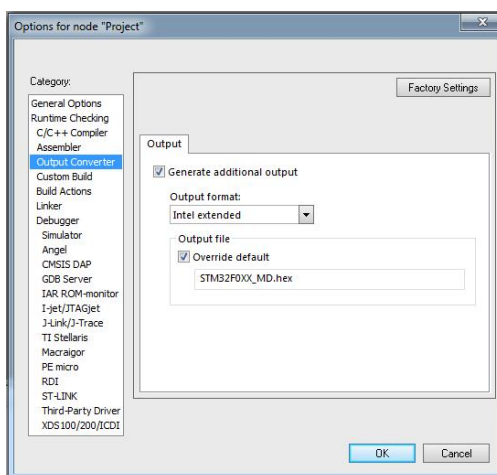 Options for node "Project"
X
Category:
General Options
Runtime Checking
C/C++ Compiler
Assembler
Output Converter
Custom Build
Build Actions
Linker
Debugger
Simulator
Angel
CMSIS DAP
GDB Server
IAR ROM-monitor
I-jet/JTAGjet
J-Link/J-Trace
TI Stellaris
Macraigor
PE micro
RDI
ST-LINK
Third-Party Driver
XDS100/200/ICDI
Factory Settings
Output
Generate additional output
Output format:
Intel extended
Output file
Override default
STM32F0XX_MD.hex
OK
Cancel